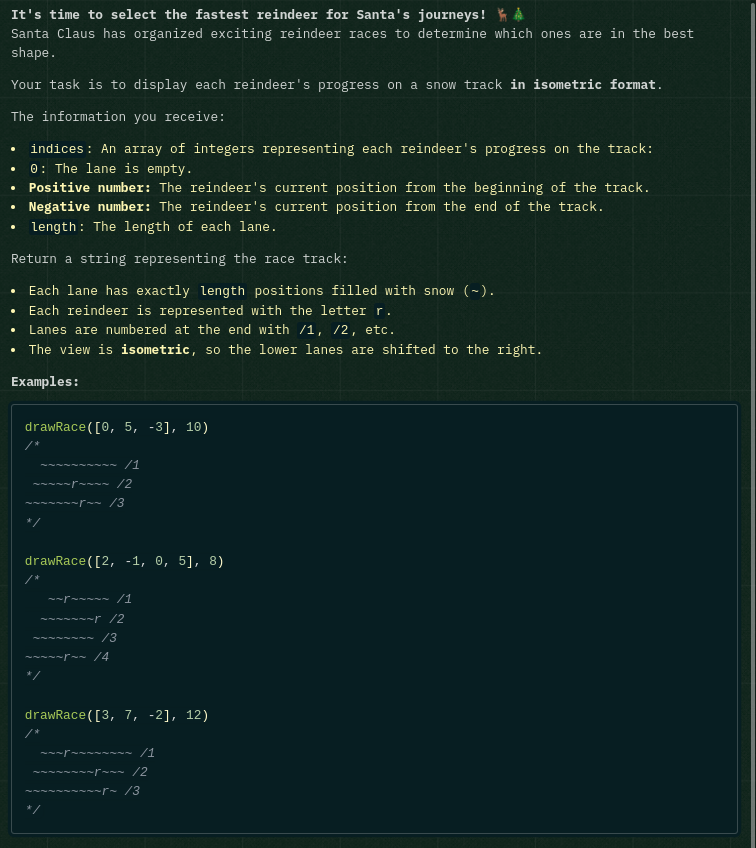 It's time to select the fastest reindeer for Santa's journeys! 🦌🎄
Santa Claus has organized exciting reindeer races to determine which ones are in the best
shape.
Your task is to display each reindeer's progress on a snow track in isometric format.
The information you receive:
• indices: An array of integers representing each reindeer's progress on the track:
• 0: The lane is empty.
• Positive number: The reindeer's current position from the beginning of the track.
• Negative number: The reindeer's current position from the end of the track.
• length: The length of each lane.
Return a string representing the race track:
• Each lane has exactly length positions filled with snow (~).
• Each reindeer is represented with the letter r.
• Lanes are numbered at the end with /1, /2, etc.
• The view is isometric, so the lower lanes are shifted to the right.
Examples:
drawRace([0, 5, -3], 10)
/*
  ~~~~~~~~~~ /1
 ~~~~~r~~~~ /2
~~~~~~~r~~ /3
*/
drawRace([2, -1, 0, 5], 8)
/*
   ~~r~~~~~ /1
  ~~~~~~~r /2
 ~~~~~~~~ /3
~~~~~r~~ /4
*/
drawRace([3, 7, -2], 12)
/*
  ~~~r~~~~~~~~ /1
 ~~~~~~~~r~~~ /2
~~~~~~~~~~r~ /3
*/